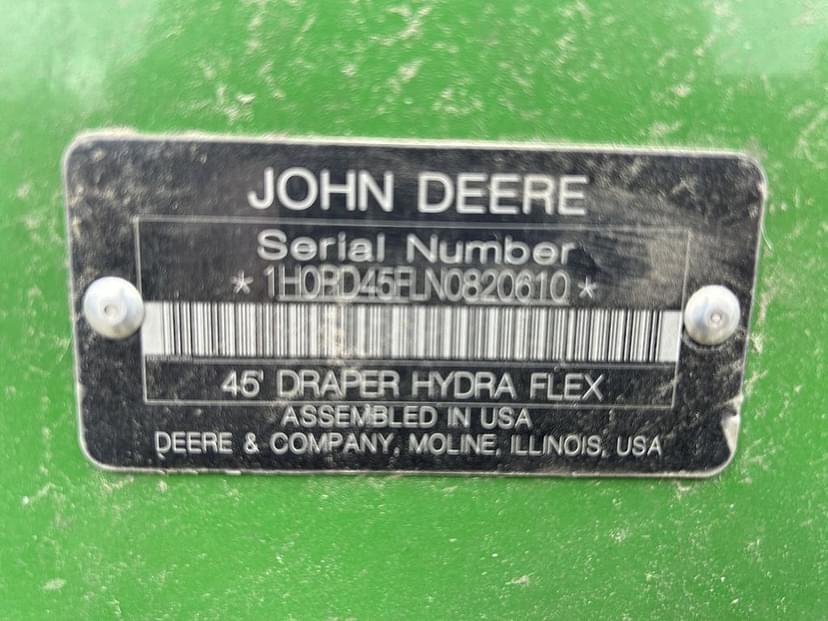 JOHN DEERE
Serial Number
*1H0RD45FLN0820610*
45' DRAPER HYDRA FLEX
ASSEMBLED IN USA
DEERE & COMPANY, MOLINE, ILLINOIS, USA